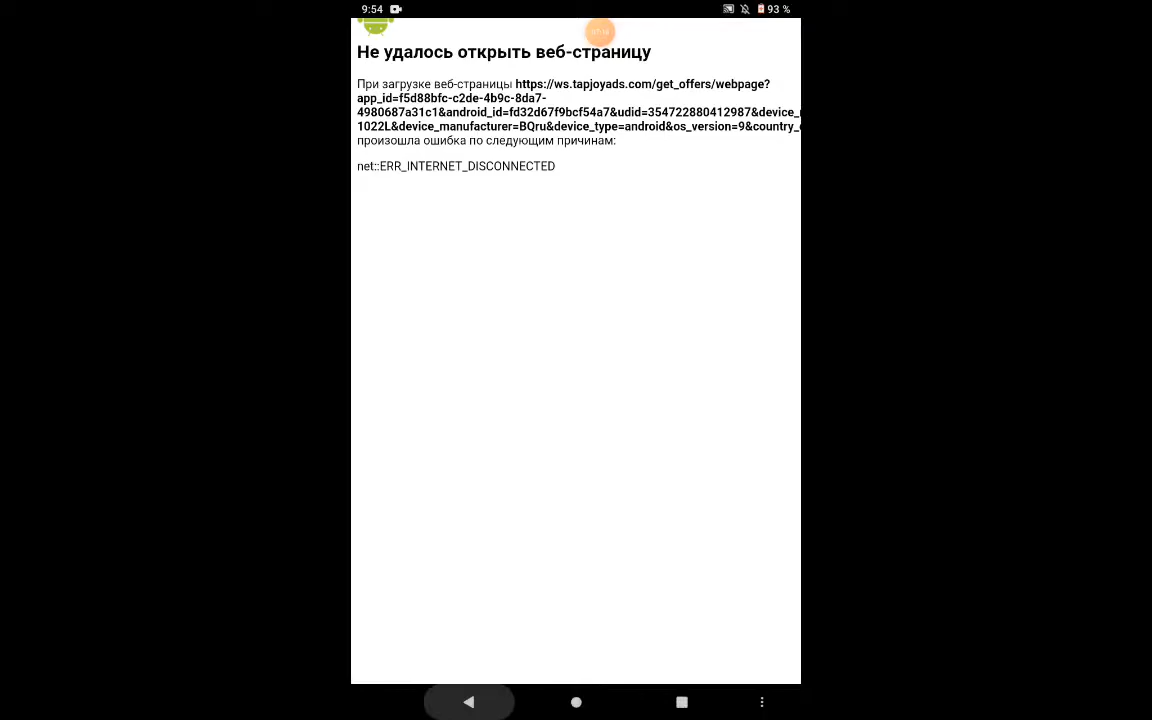 9:54
93 %
Не удалось открыть веб-страницу
При загрузке веб-страницы https://ws.tapjoyads.com/get_offers/webpage?
app_id=f5d88bfc-c2de-4b9c-8da7-
4980687a31c1&android_id=fd32d67f9bcf54a7&udid=354722880412987&device_
1022L&device_manufacturer=BQru&device_type=android&os_version=9&country_
произошла ошибка по следующим причинам:
net::ERR_INTERNET_DISCONNECTED